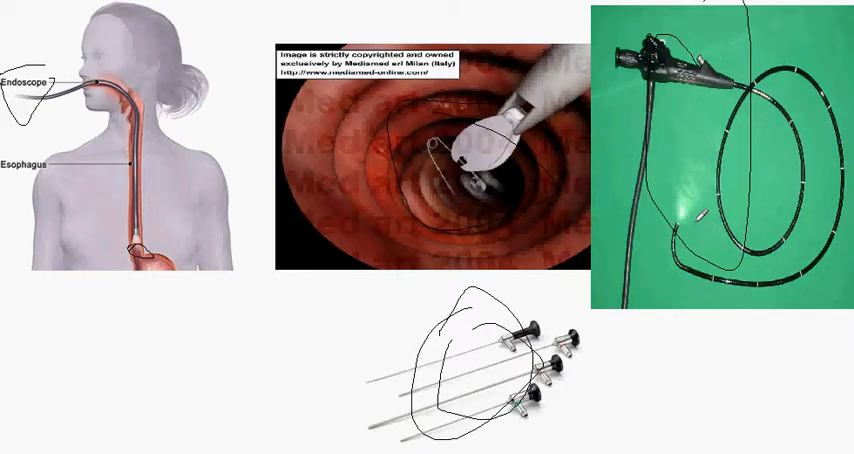 Endoscope
Esophagus
Image is strictly copyrighted and owned
exclusively by Mediamed srl Milan (Italy)
http://www.mediamed-online.com/